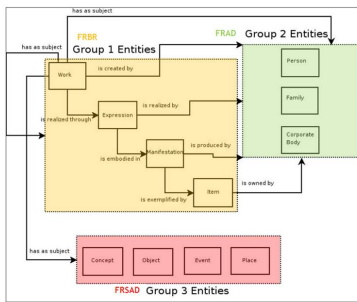 has as subject
FRBR
FRAD
Group 2 Entities
has as subject
Group 1 Entities
Work
is created by
Person
Expression
is realized by
Family
is realized through
Manifestation
is produced by
Corporate
Body
is embodied in
Item
is owned by
is exemplified by
has as subject
Concept
Object
Event
Place
FRSAD Group 3 Entities